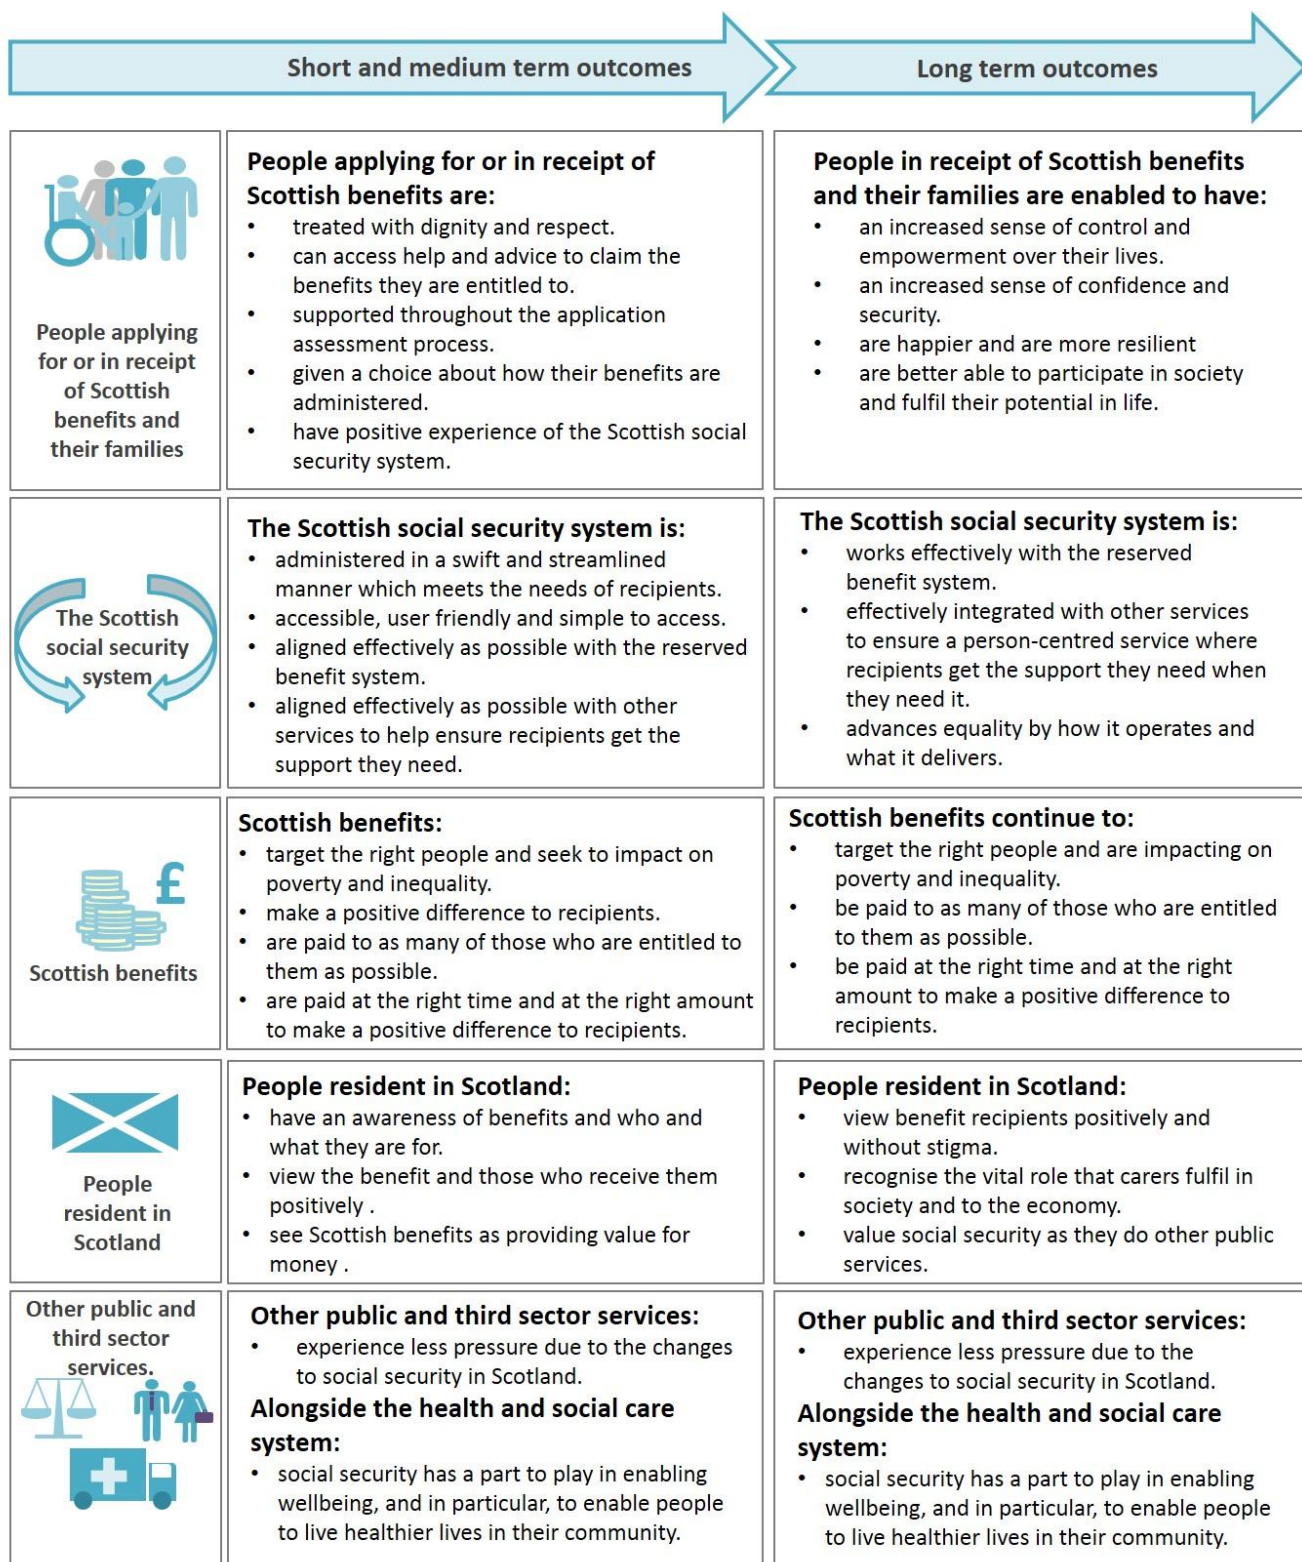 Short and medium term outcomes
Long term outcomes
People applying
for or in receipt
of Scottish
benefits and
their families
People applying for or in receipt of
Scottish benefits are:
• treated with dignity and respect.
• can access help and advice to claim the
benefits they are entitled to.
• supported throughout the application
assessment process.
• given a choice about how their benefits are
administered.
• have positive experience of the Scottish social
security system.
People in receipt of Scottish benefits
and their families are enabled to have:
• an increased sense of control and
empowerment over their lives.
• an increased sense of confidence and
security.
• are happier and are more resilient
• are better able to participate in society
and fulfil their potential in life.
The Scottish
social security
system
The Scottish social security system is:
• administered in a swift and streamlined
manner which meets the needs of recipients.
• accessible, user friendly and simple to access.
• aligned effectively as possible with the reserved
benefit system.
• aligned effectively as possible with other
services to help ensure recipients get the
support they need.
The Scottish social security system is:
• works effectively with the reserved
benefit system.
• effectively integrated with other services
to ensure a person-centred service where
recipients get the support they need when
they need it.
• advances equality by how it operates and
what it delivers.
£
Scottish benefits
Scottish benefits:
• target the right people and seek to impact on
poverty and inequality.
• make a positive difference to recipients.
• are paid to as many of those who are entitled to
them as possible.
• are paid at the right time and at the right amount
to make a positive difference to recipients.
Scottish benefits continue to:
• target the right people and are impacting on
poverty and inequality.
• be paid to as many of those who are entitled
to them as possible.
• be paid at the right time and at the right
amount to make a positive difference to
recipients.
People
resident in
Scotland
People resident in Scotland:
• have an awareness of benefits and who and
what they are for.
• view the benefit and those who receive them
positively .
• see Scottish benefits as providing value for
money .
People resident in Scotland:
• view benefit recipients positively and
without stigma.
• recognise the vital role that carers fulfil in
society and to the economy.
• value social security as they do other public
services.
Other public and
third sector
services.
Other public and third sector services:
• experience less pressure due to the changes
to social security in Scotland.
Alongside the health and social care
system:
• social security has a part to play in enabling
wellbeing, and in particular, to enable people
to live healthier lives in their community.
Other public and third sector services:
• experience less pressure due to the
changes to social security in Scotland.
Alongside the health and social care
system:
• social security has a part to play in enabling
wellbeing, and in particular, to enable people
to live healthier lives in their community.